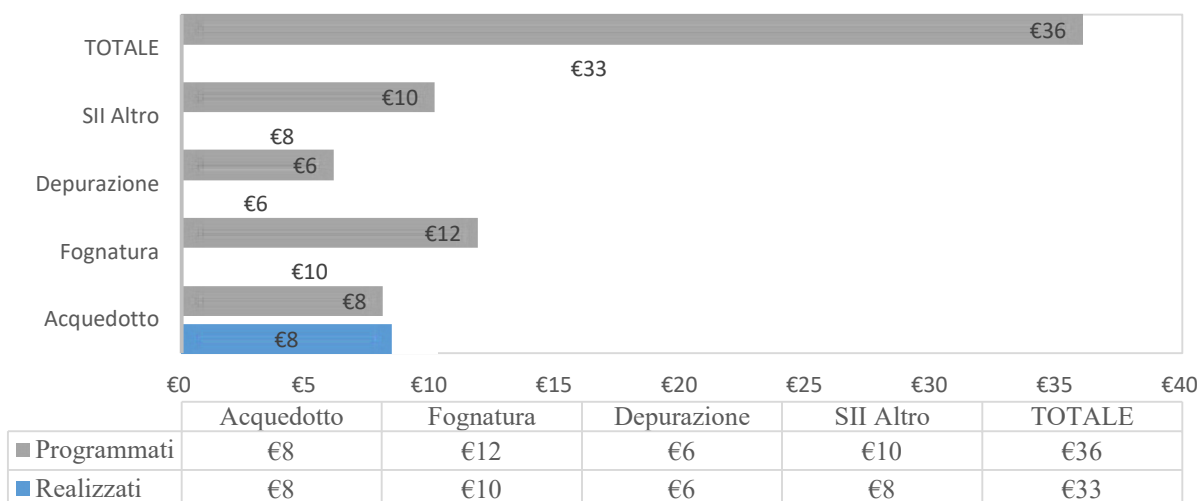 €36
TOTALE
€33
€10
SII Altro
€8
€6
Depurazione
€6
€12
Fognatura
€10
€8
Acquedotto
€8
€0 €5 €10 €15 €20 €25 €30 €35 €40
Acquedotto Fognatura Depurazione SII Altro TOTALE
Programmati €8 €12 €6 €10 €36
Realizzati €8 €10 €6 €8 €33